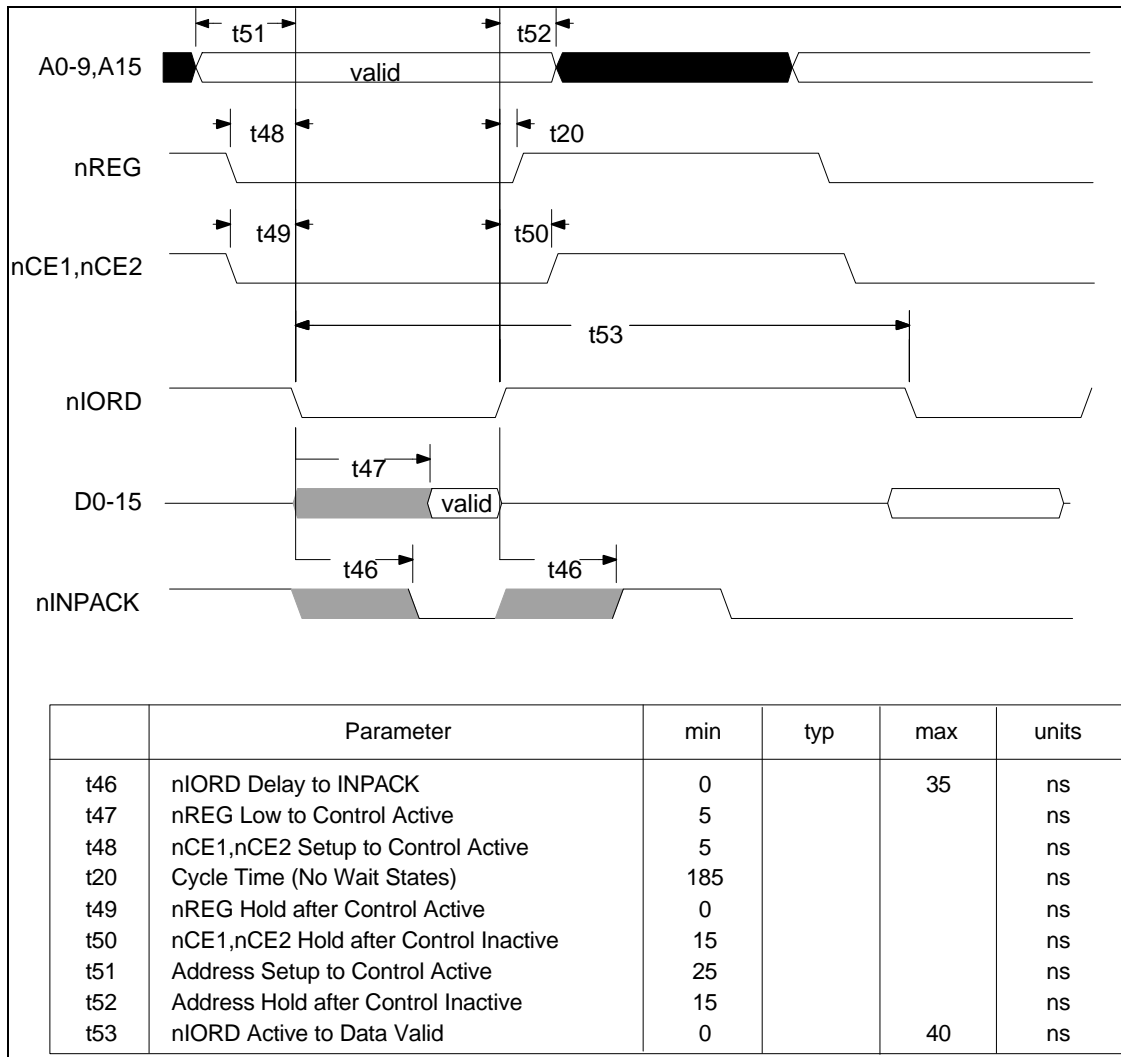 t51 t52
A0-9,A15 valid
t48 t20
nREG
t49 t50
nCE1,nCE2
t53
nIORD
t47
D0-15 valid
t46 t46
nINPACK
Parameter min typ max units
t46 nIORD Delay to INPACK 0 35 ns
t47 nREG Low to Control Active 5 ns
t48 nCE1,nCE2 Setup to Control Active 5 ns
t20 Cycle Time (No Wait States) 185 ns
t49 nREG Hold after Control Active 0 ns
t50 nCE1,nCE2 Hold after Control Inactive 15 ns
t51 Address Setup to Control Active 25 ns
t52 Address Hold after Control Inactive 15 ns
t53 nIORD Active to Data Valid 0 40 ns